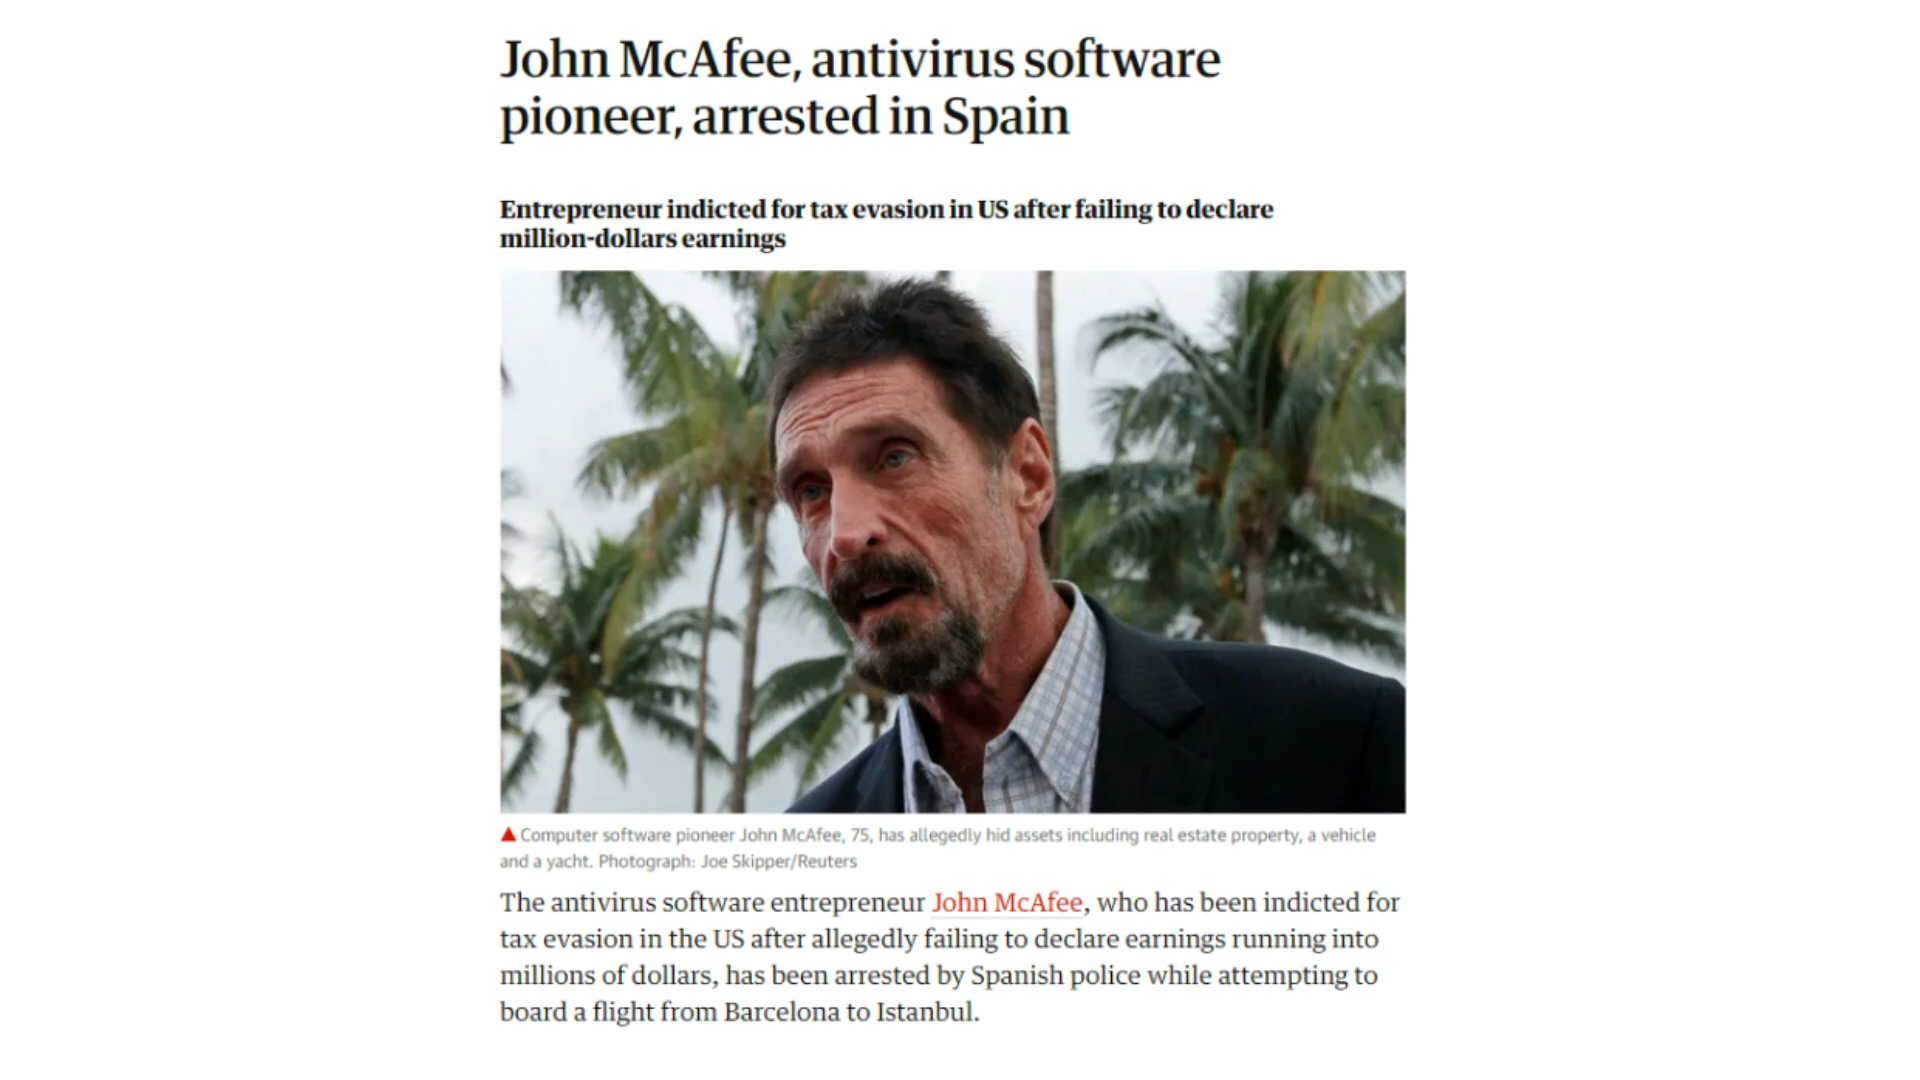 John McAfee, antivirus software
pioneer, arrested in Spain
Entrepreneur indicted for tax evasion in US after failing to declare
million-dollars earnings
Computer software pioneer John McAfee, 75, has allegedly hid assets including real estate property, a vehicle
and a yacht. Photograph: Joe Skipper/Reuters
The antivirus software entrepreneur John McAfee, who has been indicted for
tax evasion in the US after allegedly failing to declare earnings running into
millions of dollars, has been arrested by Spanish police while attempting to
board a flight from Barcelona to Istanbul.